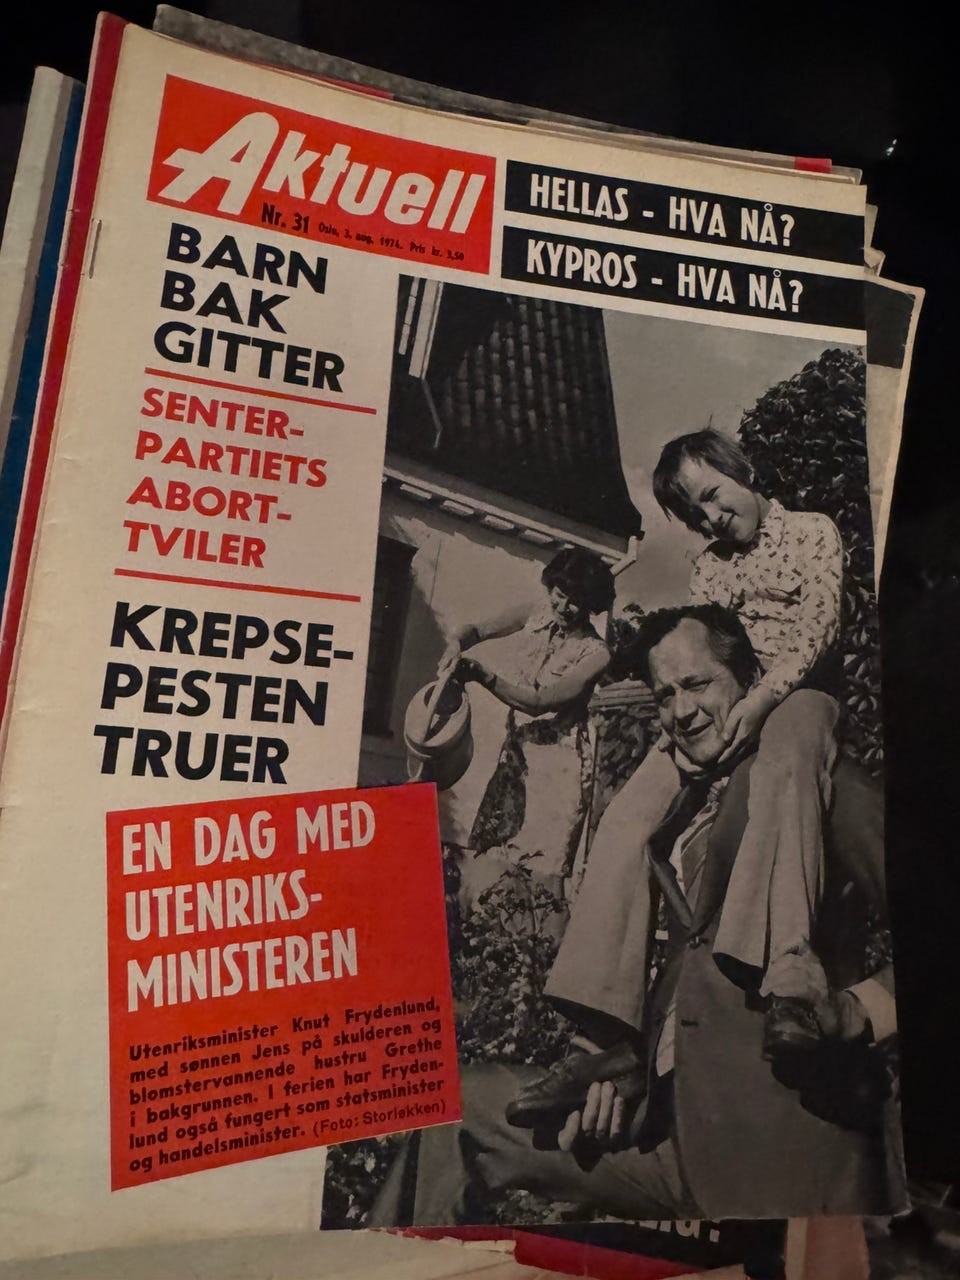 Aktuell
Nr. 31 Oslo, 3. aug. 1974. Pris kr. 3,50
HELLAS - HVA NÅ?
KYPROS - HVA NÅ?
BARN
BAK
GITTER
SENTER-
PARTIETS
ABORT-
TVILER
KREPSE-
PESTEN
TRUER
EN DAG MED
UTENRIKS-
MINISTEREN
Utenriksminister Knut Frydenlund,
med sønnen Jens på skulderen og
blomstervannende hustru Grethe
i bakgrunnen. I ferien har Fryden-
lund også fungert som statsminister
og handelsminister. (Foto: Storløkken)